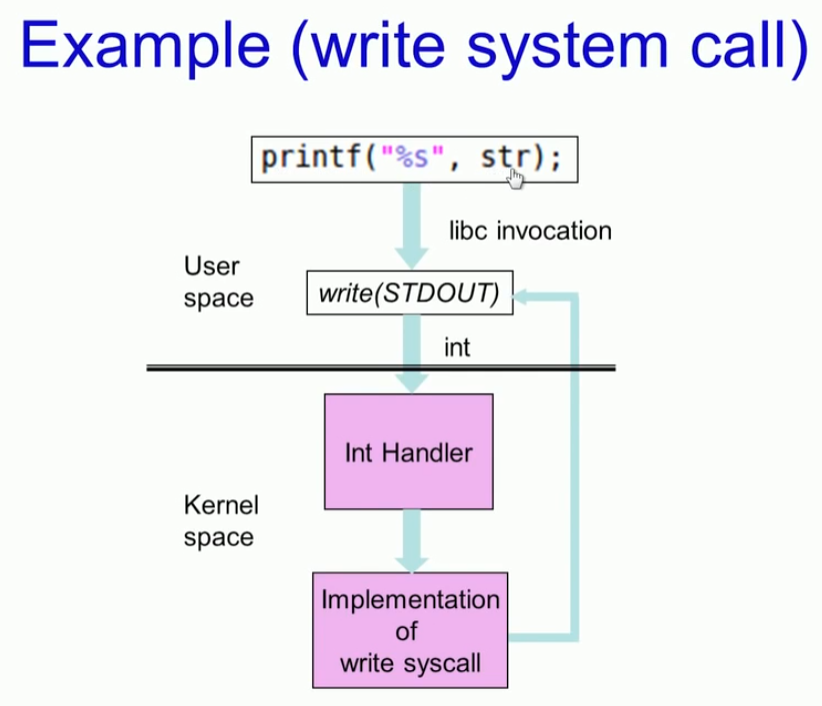 Example (write system call)
printf("%s", str);
libc invocation
User
space
write(STDOUT)
int
Int Handler
Kernel
space
Implementation
of
write syscall